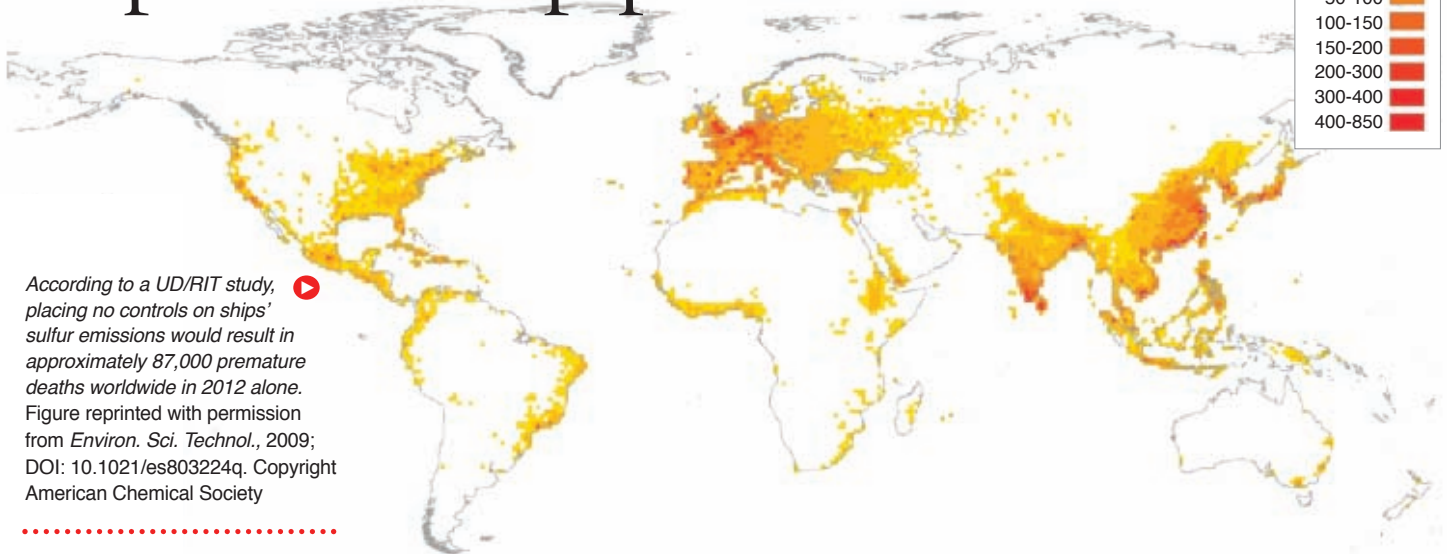 100-150
150-200
200-300
300-400
400-850
According to a UD/RIT study,
placing no controls on ships'
sulfur emissions would result in
approximately 87,000 premature
deaths worldwide in 2012 alone.
Figure reprinted with permission
from Environ. Sci. Technol., 2009;
DOI: 10.1021/es803224q. Copyright
American Chemical Society